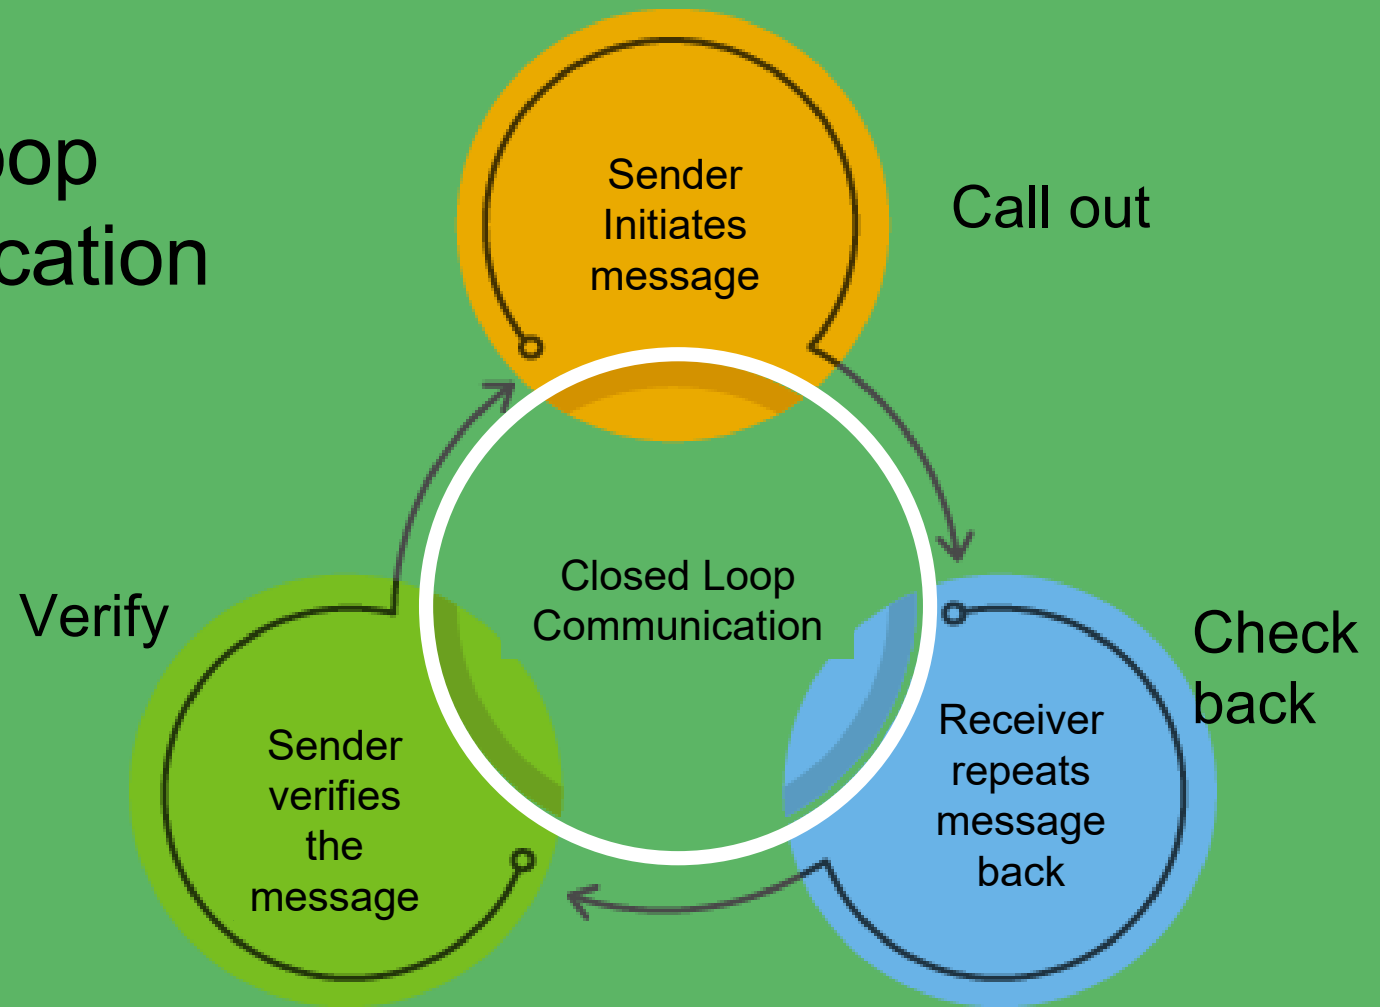 oop
cation
Sender
Initiates
message
Call out
Closed Loop
Communication
Verify
Check
back
Sender
verifies
the
message
Receiver
repeats
message
back